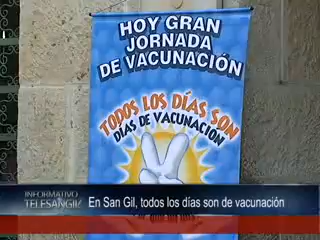 HOY GRAN
JORNADA
DE VACUNACIÓN
TODOS LOS DÍAS SON
DÍAS DE VACUNACIÓN
INFORMATIVO
TELESANGIL
En San Gil, todos los días son de vacunación